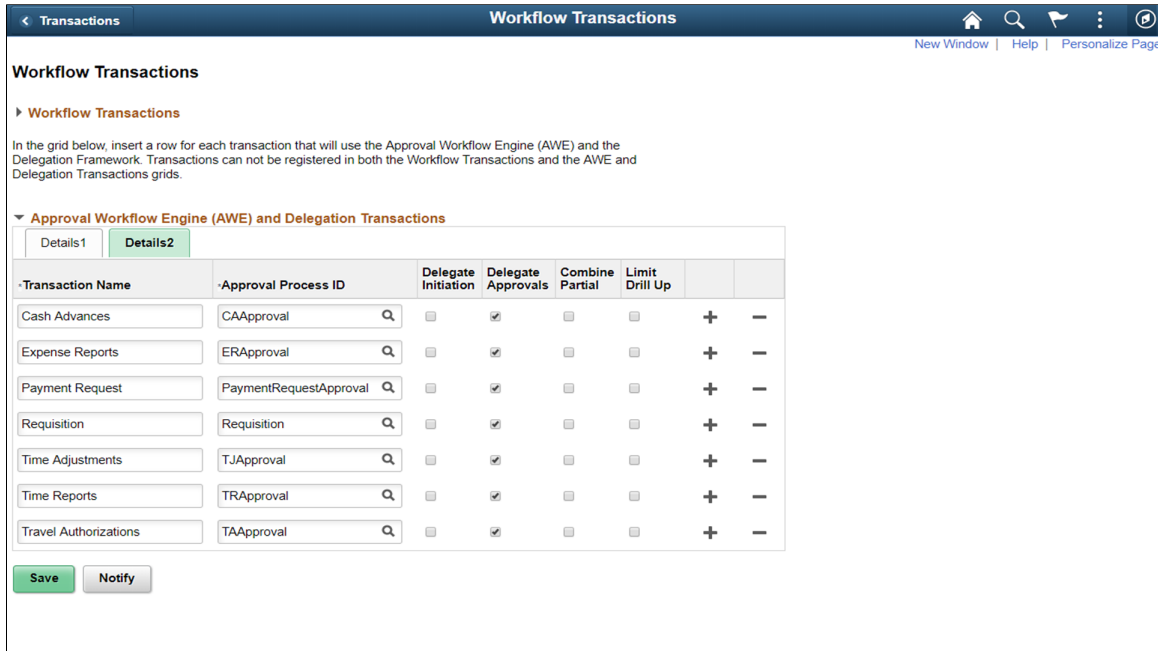 Transactions
Workflow Transactions
New Window | Help | Personalize Page
Workflow Transactions
Workflow Transactions
In the grid below, insert a row for each transaction that will use the Approval Workflow Engine (AWE) and the
Delegation Framework. Transactions can not be registered in both the Workflow Transactions and the AWE and
Delegation Transactions grids.
Approval Workflow Engine (AWE) and Delegation Transactions
Details1 Details2
*Transaction Name *Approval Process ID Delegate Initiation Delegate Approvals Combine Partial Limit Drill Up
Cash Advances CAApproval
Expense Reports ERApproval
Payment Request PaymentRequestApproval
Requisition Requisition
Time Adjustments TJApproval
Time Reports TRApproval
Travel Authorizations TAApproval
Save Notify